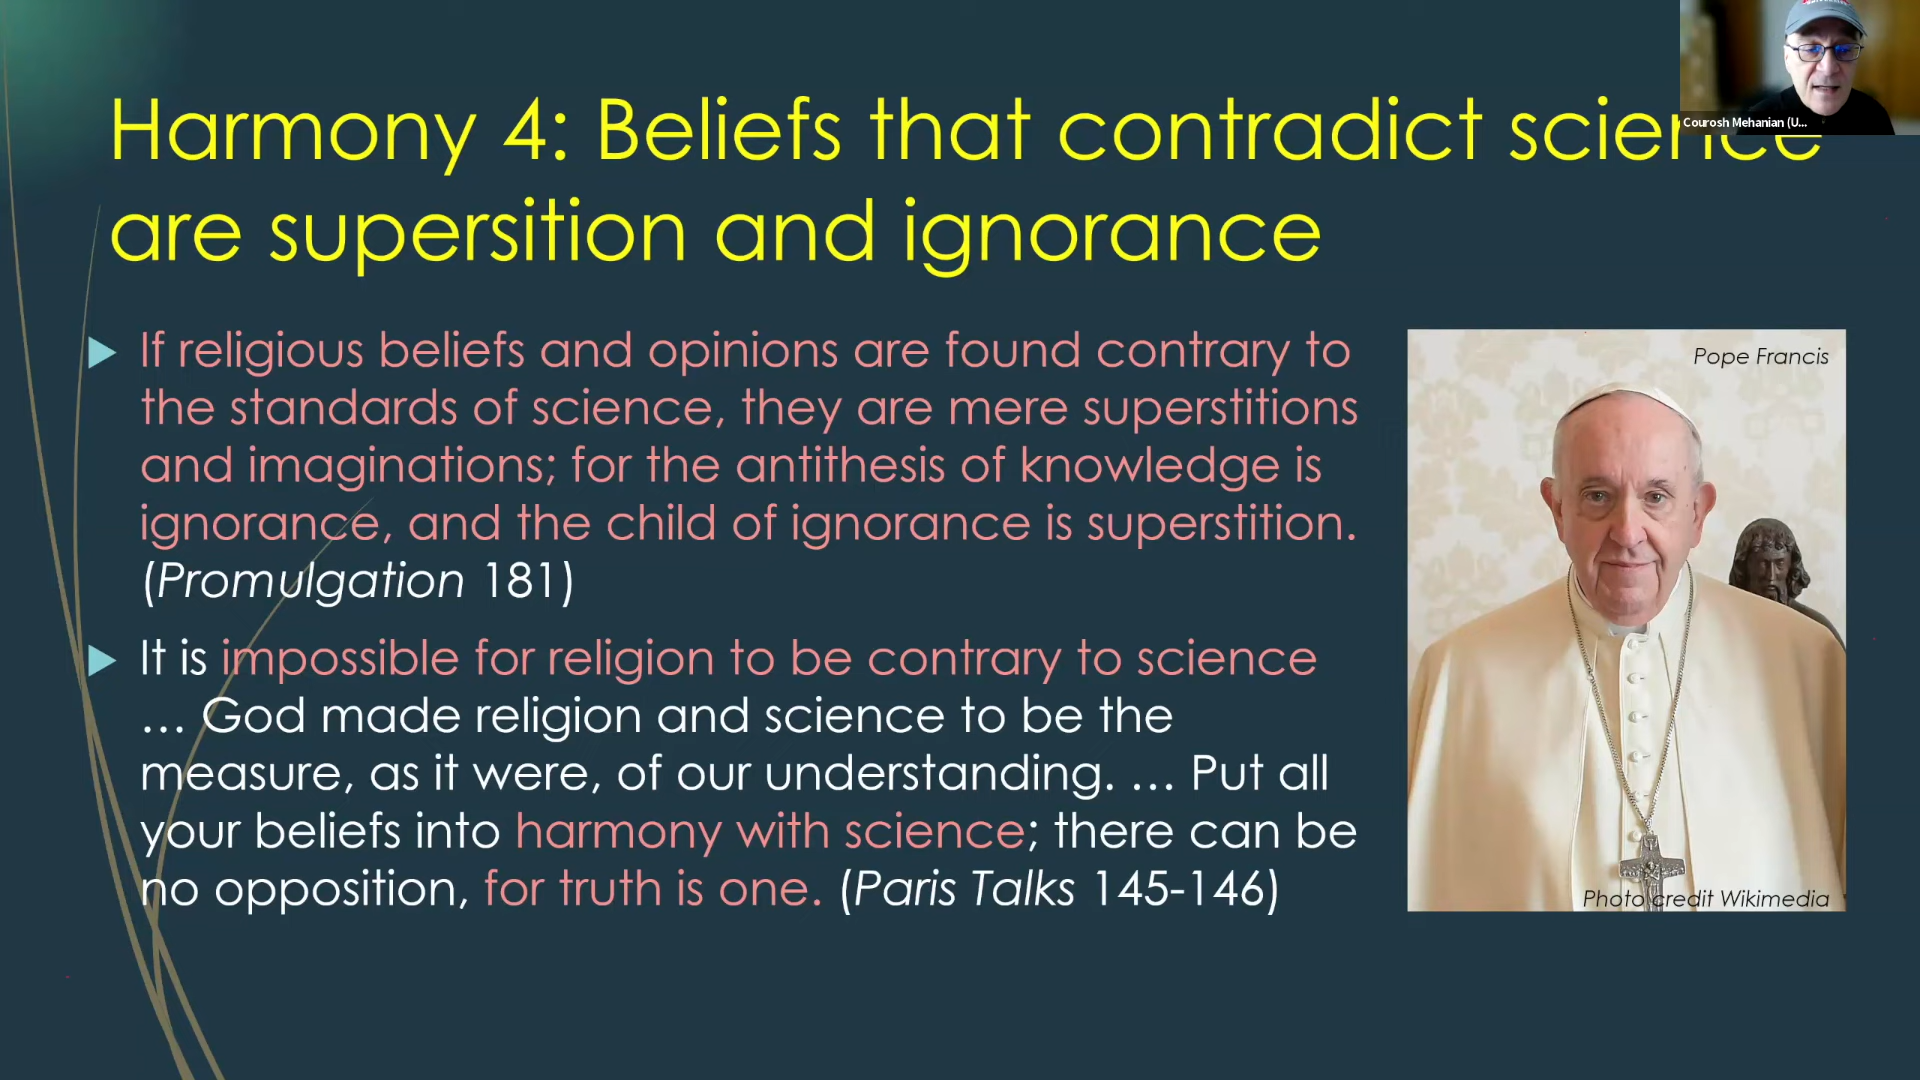 Harmony 4: Beliefs that contradict science
are supersition and ignorance
If religious beliefs and opinions are found contrary to
the standards of science, they are mere superstitions
and imaginations; for the antithesis of knowledge is
ignorance, and the child of ignorance is superstition.
(Promulgation 181)
It is impossible for religion to be contrary to science
... God made religion and science to be the
measure, as it were, of our understanding. ... Put all
your beliefs into harmony with science; there can be
no opposition, for truth is one. (Paris Talks 145-146)
Pope Francis
Photo credit Wikimedia
Courosh Mehanian (U...